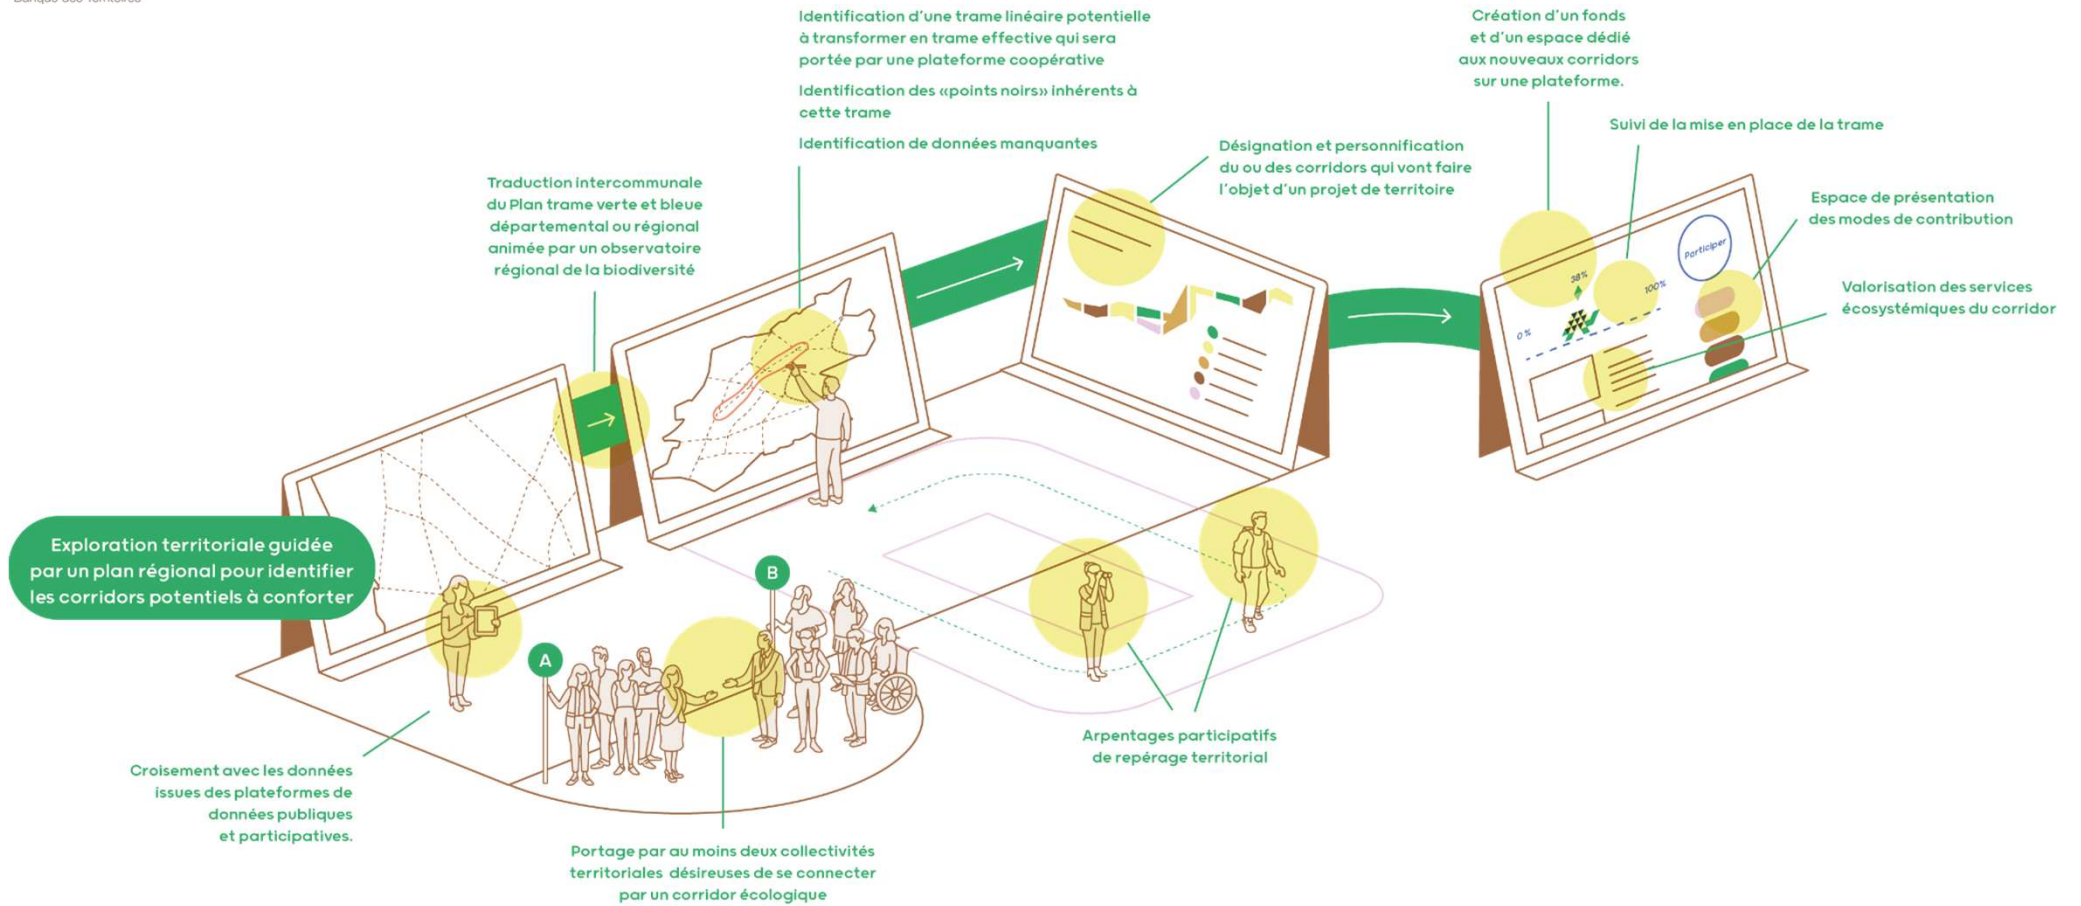 Banque des Territoires
Identification d'une trame linéaire potentielle
à transformer en trame effective qui sera
portée par une plateforme coopérative
Identification des «points noirs» inhérents à
cette trame
Identification de données manquantes
Création d'un fonds
et d'un espace dédié
aux nouveaux corridors
sur une plateforme.
Suivi de la mise en place de la trame
Désignation et personnification
du ou des corridors qui vont faire
l'objet d'un projet de territoire
Traduction intercommunale
du Plan trame verte et bleue
départemental ou régional
animée par un observatoire
régional de la biodiversité
Espace de présentation
des modes de contribution
Valorisation des services
écosystémiques du corridor
Participer
38%
100%
0%
Exploration territoriale guidée
par un plan régional pour identifier
les corridors potentiels à conforter
B
A
Arpentages participatifs
de repérage territorial
Croisement avec les données
issues des plateformes de
données publiques
et participatives.
Portage par au moins deux collectivités
territoriales désireuses de se connecter
par un corridor écologique